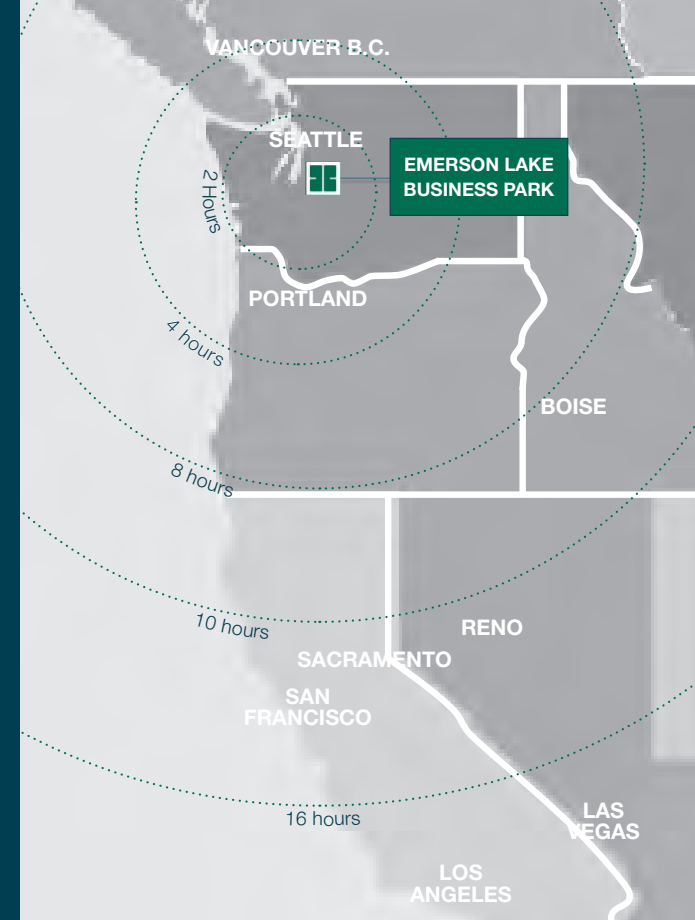 VANCOUVER B.C.
SEATTLE
EMERSON LAKE
BUSINESS PARK
2 Hours
PORTLAND
4 hours
BOISE
8 hours
10 hours
RENO
SACRAMENTO
SAN
FRANCISCO
16 hours
LAS
VEGAS
LOS
ANGELES